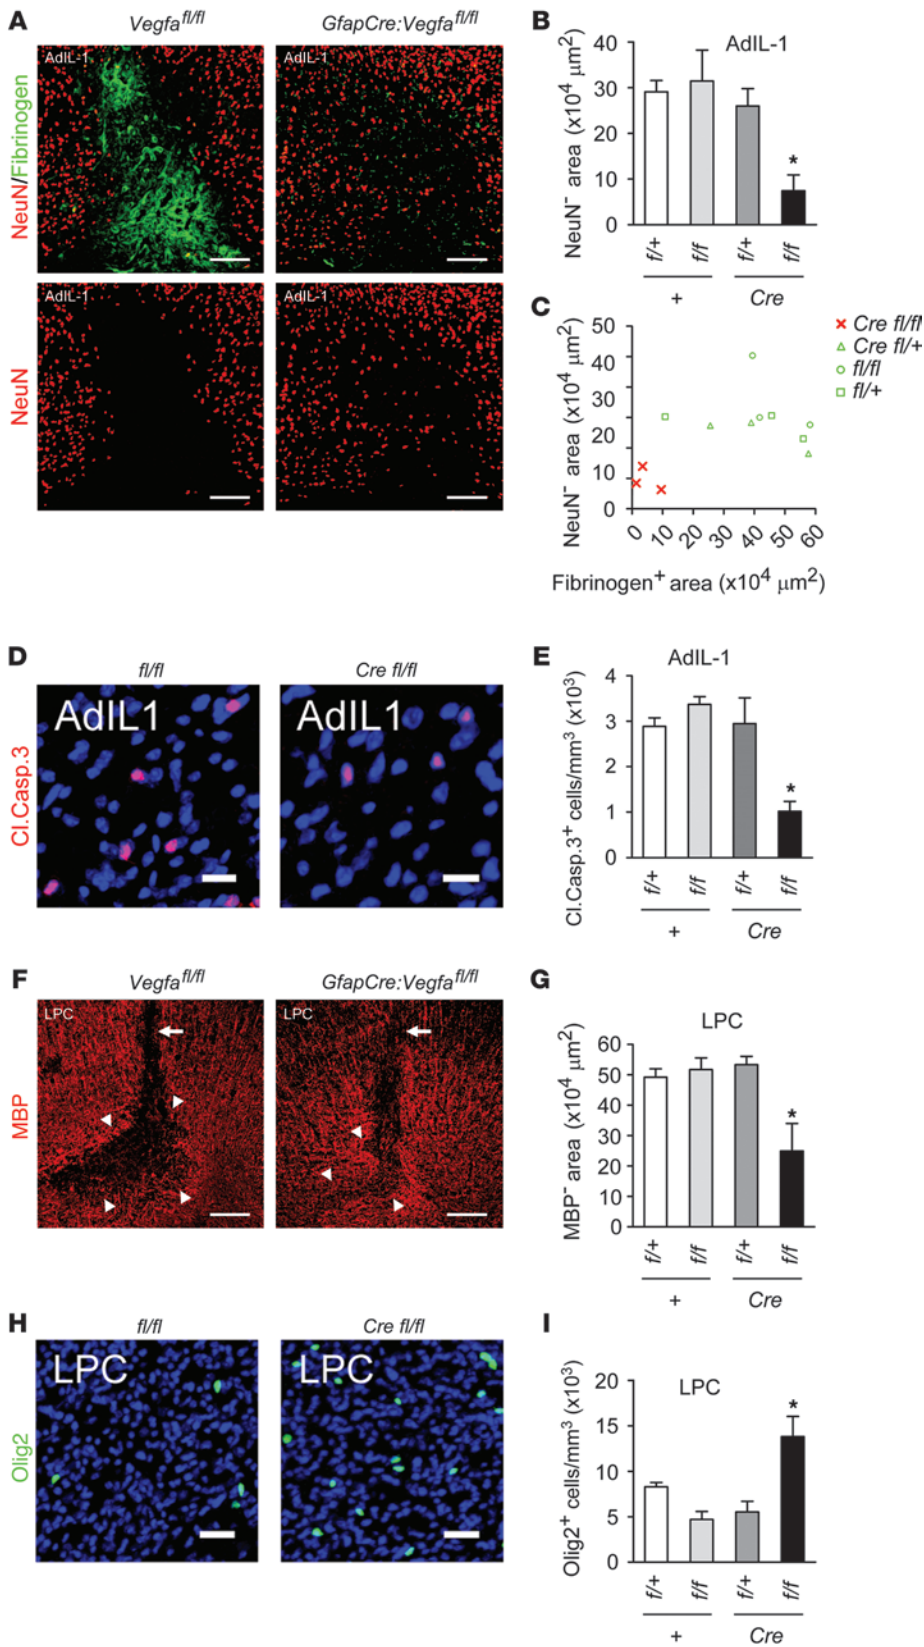 A
Vegfa^fl/fl
GfapCre:Vegfa^fl/fl
AdIL-1
AdIL-1
NeuN/Fibrinogen
AdIL-1
AdIL-1
NeuN
B
AdIL-1
NeuN⁻ area (x10⁴ μm²)
40
30
20
10
0
f/+
f/f
f/+
f/f
+
Cre
C
NeuN⁻ area (x10⁴ μm²)
50
40
30
20
10
0
0
10
20
30
40
50
60
Fibrinogen⁺ area (x10⁴ μm²)
Cre fl/fl
Cre fl/+
fl/fl
fl/+
D
fl/fl
Cre fl/fl
AdIL1
AdIL1
Cl.Casp.3
E
AdIL-1
Cl.Casp.3⁺ cells/mm³ (x10³)
4
3
2
1
0
f/+
f/f
f/+
f/f
+
Cre
*
F
Vegfa^fl/fl
GfapCre:Vegfa^fl/fl
LPC
LPC
MBP
G
LPC
MBP⁻ area (x10⁴ μm²)
60
50
40
30
20
10
0
f/+
f/f
f/+
f/f
+
Cre
*
H
fl/fl
Cre fl/fl
LPC
LPC
Olig2
I
LPC
Olig2⁺ cells/mm³ (x10³)
20
15
10
5
0
f/+
f/f
f/+
f/f
+
Cre
*